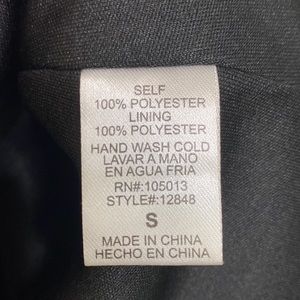 SELF
100% POLYESTER
LINING
100% POLYESTER
HAND WASH COLD
LAVAR A MANO
EN AGUA FRIA
RN#:105013
STYLE#:12848
S
MADE IN CHINA
HECHO EN CHINA